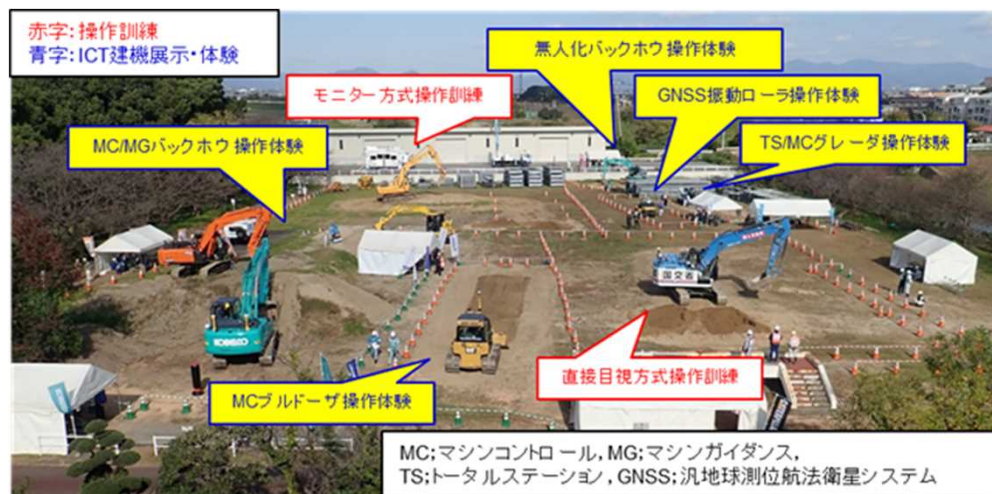 赤字：操作訓練
青字：ICT建機展示・体験
無人化バックホウ操作体験
モニター方式操作訓練
GNSS振動ローラ操作体験
MC/MGバックホウ操作体験
TS/MCグレーダ操作体験
国交省
KOBELCO
直接目視方式操作訓練
MCブルドーザ操作体験
MC；マシンコントロール，MG；マシンガイダンス，
TS；トータルステーション，GNSS；汎地球測位航法衛星システム